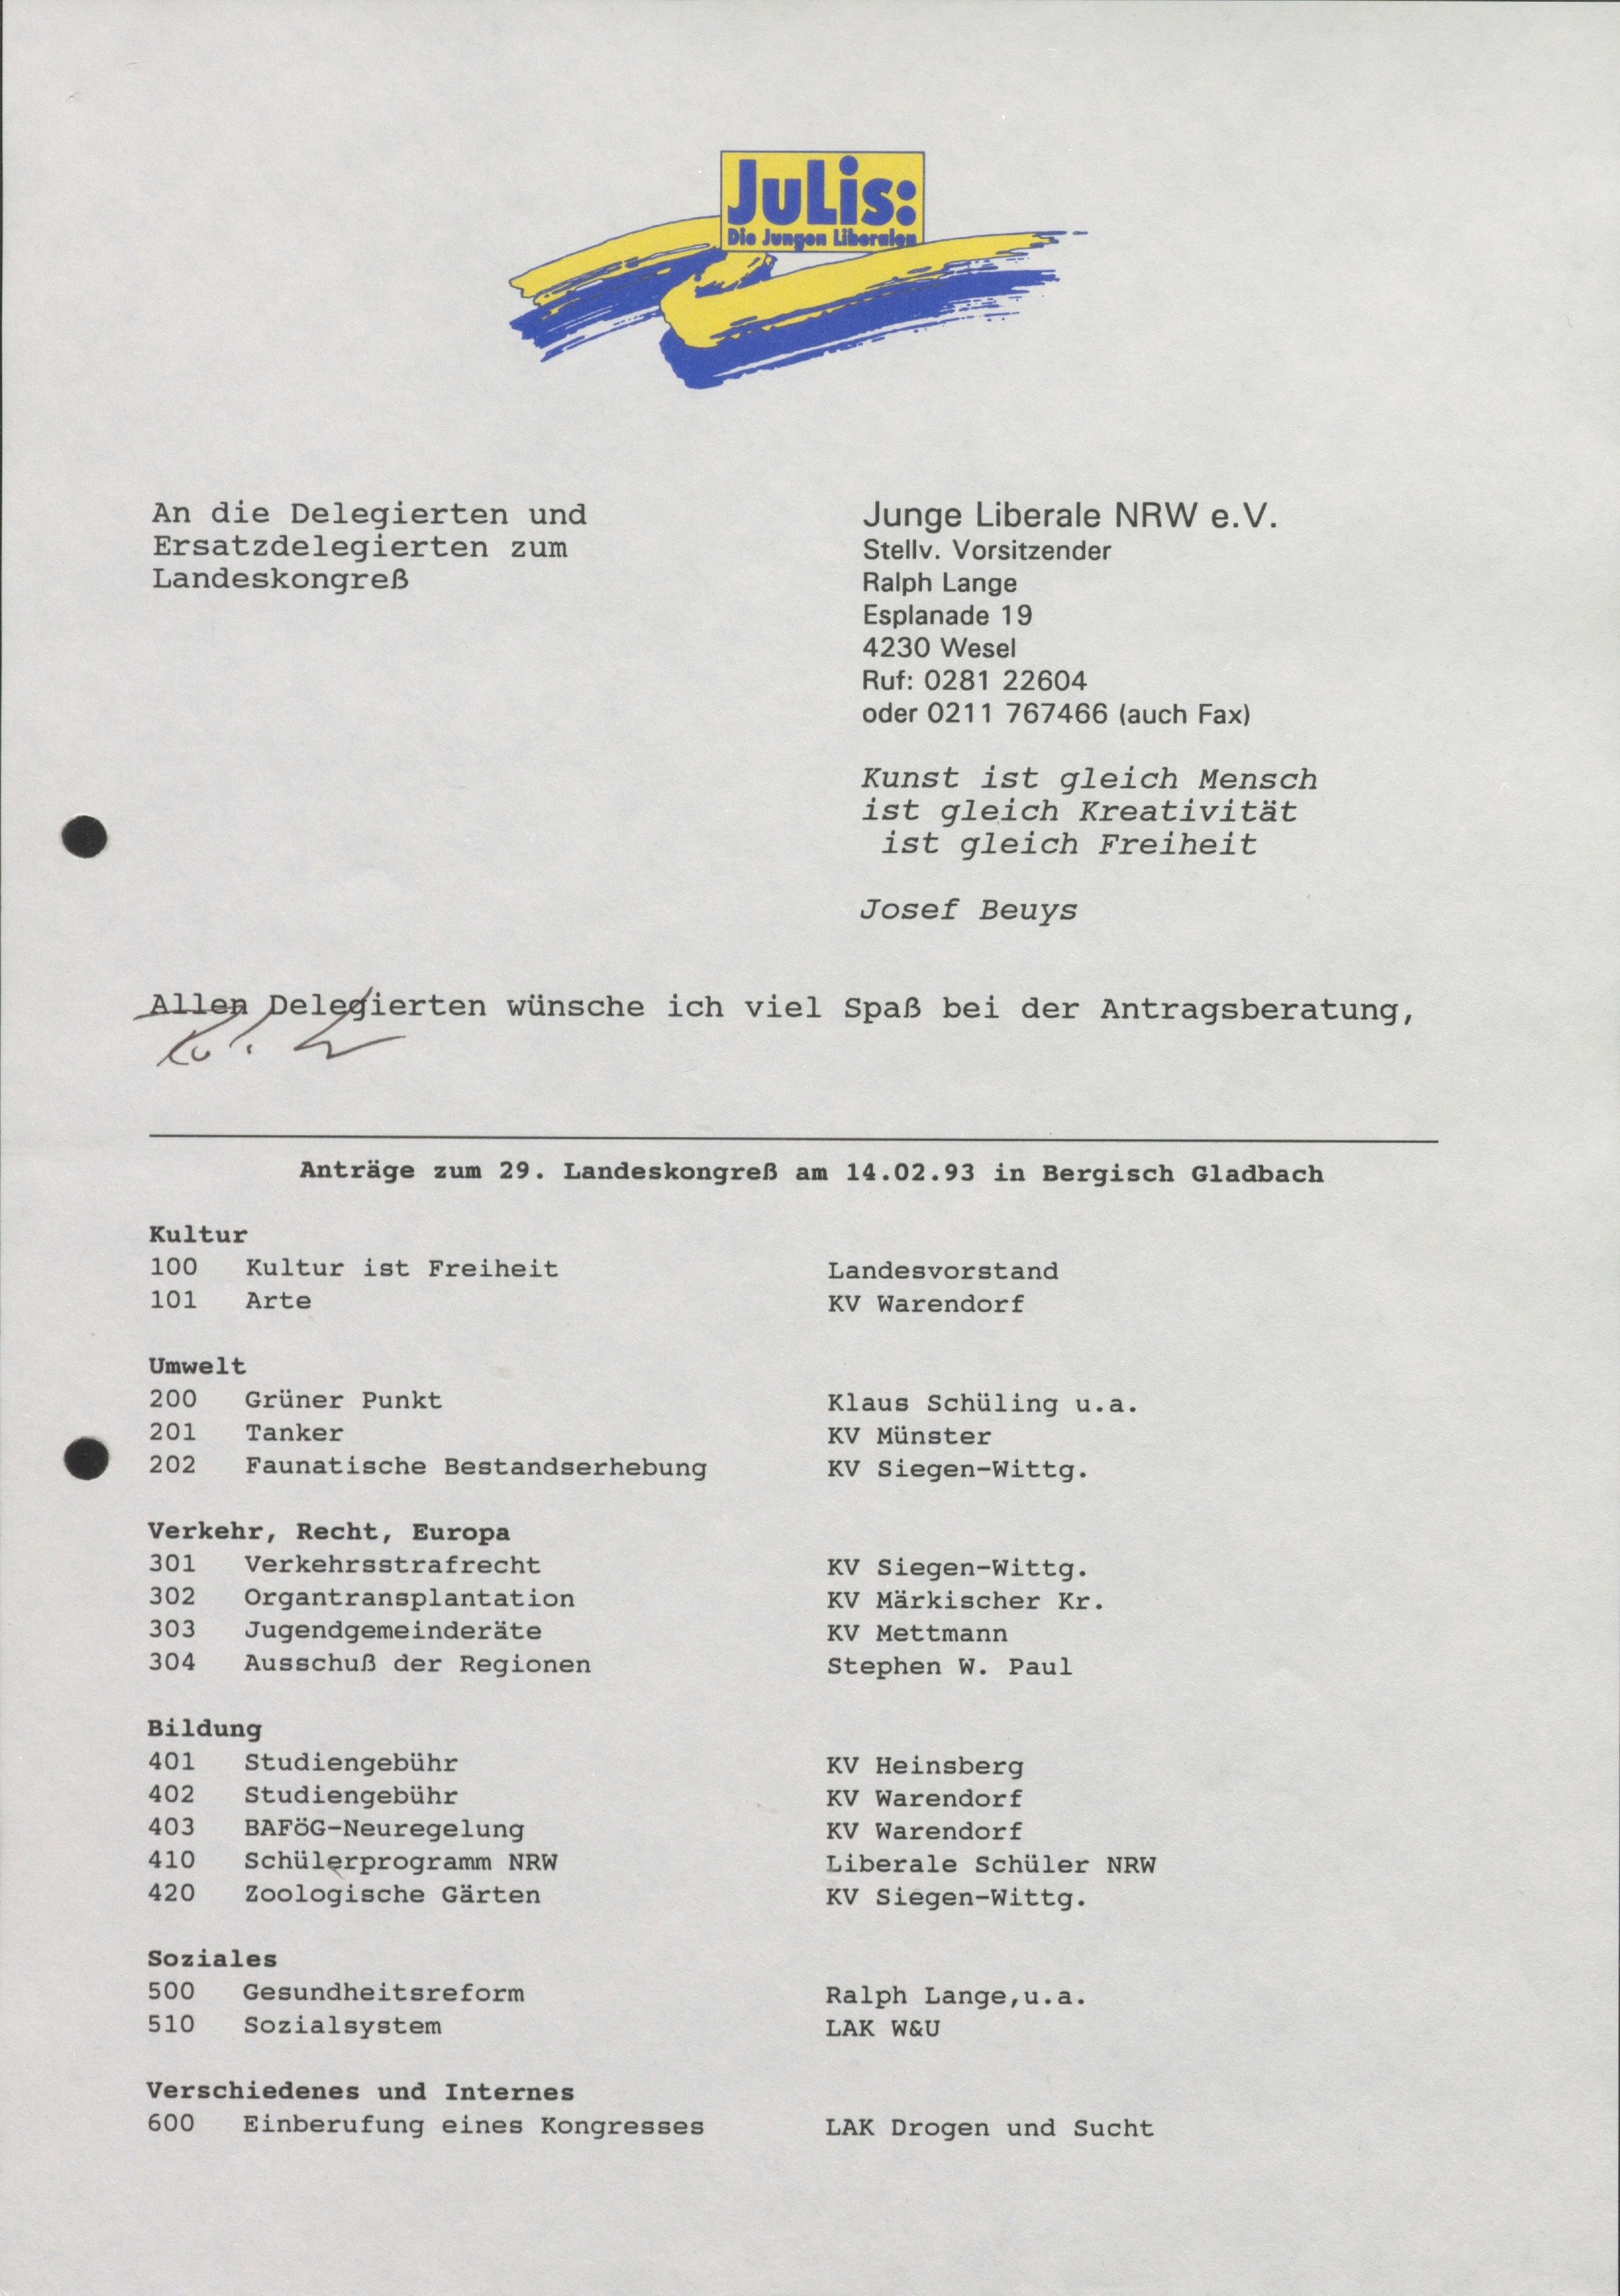 JuLis:
Die Jungen Liberalen
An die Delegierten und
Ersatzdelegierten zum
Landeskongreß
Junge Liberale NRW e.V.
Stellv. Vorsitzender
Ralph Lange
Esplanade 19
4230 Wesel
Ruf: 0281 22604
oder 0211 767466 (auch Fax)
Kunst ist gleich Mensch
ist gleich Kreativität
ist gleich Freiheit
Josef Beuys
Allen Delegierten wünsche ich viel Spaß bei der Antragsberatung,
Anträge zum 29. Landeskongreß am 14.02.93 in Bergisch Gladbach
Kultur
100 Kultur ist Freiheit Landesvorstand
101 Arte KV Warendorf
Umwelt
200 Grüner Punkt Klaus Schüling u.a.
201 Tanker KV Münster
202 Faunatische Bestandserhebung KV Siegen-Wittg.
Verkehr, Recht, Europa
301 Verkehrsstrafrecht KV Siegen-Wittg.
302 Organtransplantation KV Märkischer Kr.
303 Jugendgemeinderäte KV Mettmann
304 Ausschuß der Regionen Stephen W. Paul
Bildung
401 Studiengebühr KV Heinsberg
402 Studiengebühr KV Warendorf
403 BAFöG-Neuregelung KV Warendorf
410 Schülerprogramm NRW Liberale Schüler NRW
420 Zoologische Gärten KV Siegen-Wittg.
Soziales
500 Gesundheitsreform Ralph Lange,u.a.
510 Sozialsystem LAK W&U
Verschiedenes und Internes
600 Einberufung eines Kongresses LAK Drogen und Sucht